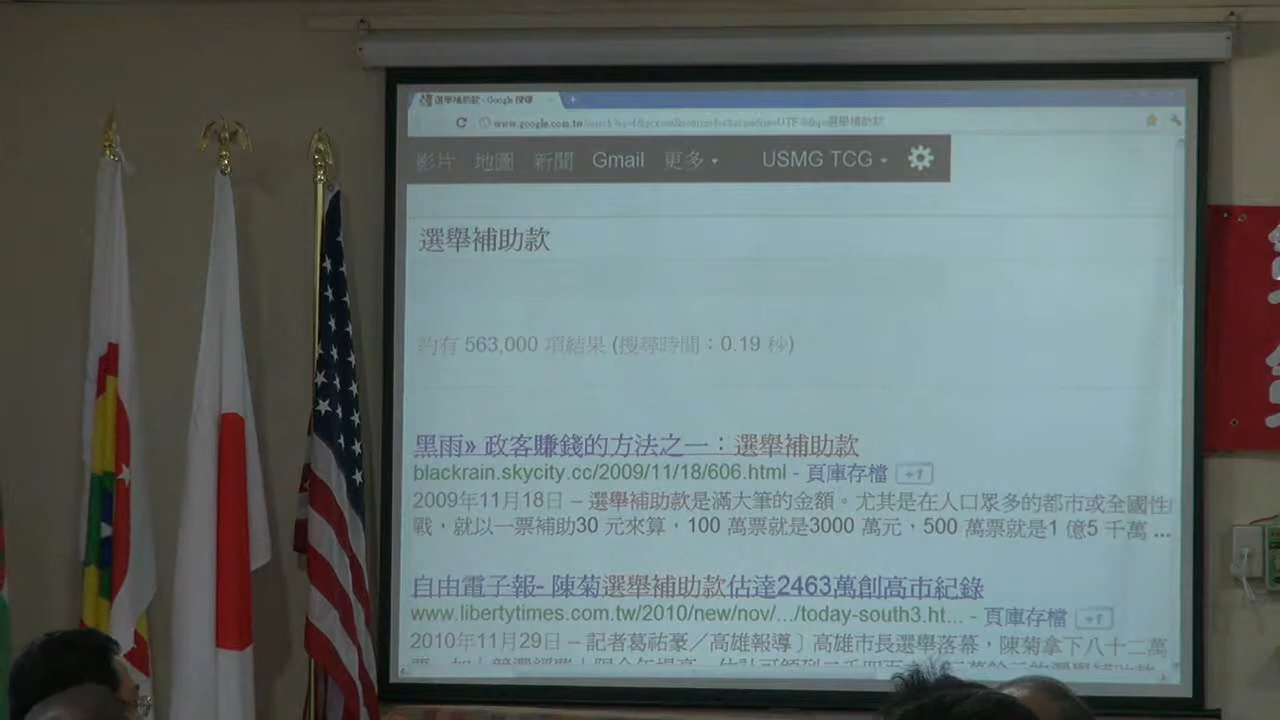 選舉補助款 - Google 搜尋
www.google.com.tw
影片 地圖 新聞 Gmail 更多 USMG TCG
選舉補助款
約有 563,000 項結果 (搜尋時間：0.19 秒)
黑雨» 政客賺錢的方法之一：選舉補助款
blackrain.skycity.cc/2009/11/18/606.html - 頁庫存檔 +1
2009年11月18日 – 選舉補助款是滿大筆的金額。尤其是在人口眾多的都市或全國性
戰，就以一票補助30 元來算，100 萬票就是3000 萬元，500 萬票就是1 億5 千萬 ...
自由電子報- 陳菊選舉補助款估達2463萬創高市紀錄
www.libertytimes.com.tw/2010/new/nov/.../today-south3.ht... - 頁庫存檔 +1
2010年11月29日 – 記者葛祐豪／高雄報導〕高雄市長選舉落幕，陳菊拿下八十二萬